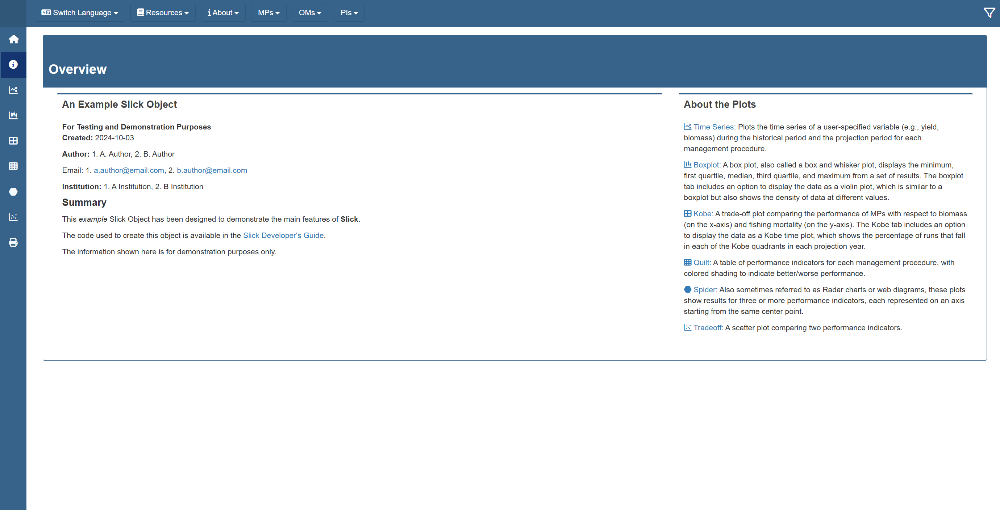 Switch Language
Resources
About
MPs
OMs
PIs
Overview
An Example Slick Object
For Testing and Demonstration Purposes
Created: 2024-10-03
Author: 1. A. Author, 2. B. Author
Email: 1. a.author@email.com, 2. b.author@email.com
Institution: 1. A Institution, 2. B Institution
Summary
This example Slick Object has been designed to demonstrate the main features of Slick.
The code used to create this object is available in the Slick Developer's Guide.
The information shown here is for demonstration purposes only.
About the Plots
Time Series: Plots the time series of a user-specified variable (e.g., yield,
biomass) during the historical period and the projection period for each
management procedure.
Boxplot: A box plot, also called a box and whisker plot, displays the minimum,
first quartile, median, third quartile, and maximum from a set of results. The boxplot
tab includes an option to display the data as a violin plot, which is similar to a
boxplot but also shows the density of data at different values.
Kobe: A trade-off plot comparing the performance of MPs with respect to biomass
(on the x-axis) and fishing mortality (on the y-axis). The Kobe tab includes an option
to display the data as a Kobe time plot, which shows the percentage of runs that fall
in each of the Kobe quadrants in each projection year.
Quilt: A table of performance indicators for each management procedure, with
colored shading to indicate better/worse performance.
Spider: Also sometimes referred to as Radar charts or web diagrams, these plots
show results for three or more performance indicators, each represented on an axis
starting from the same center point.
Tradeoff: A scatter plot comparing two performance indicators.